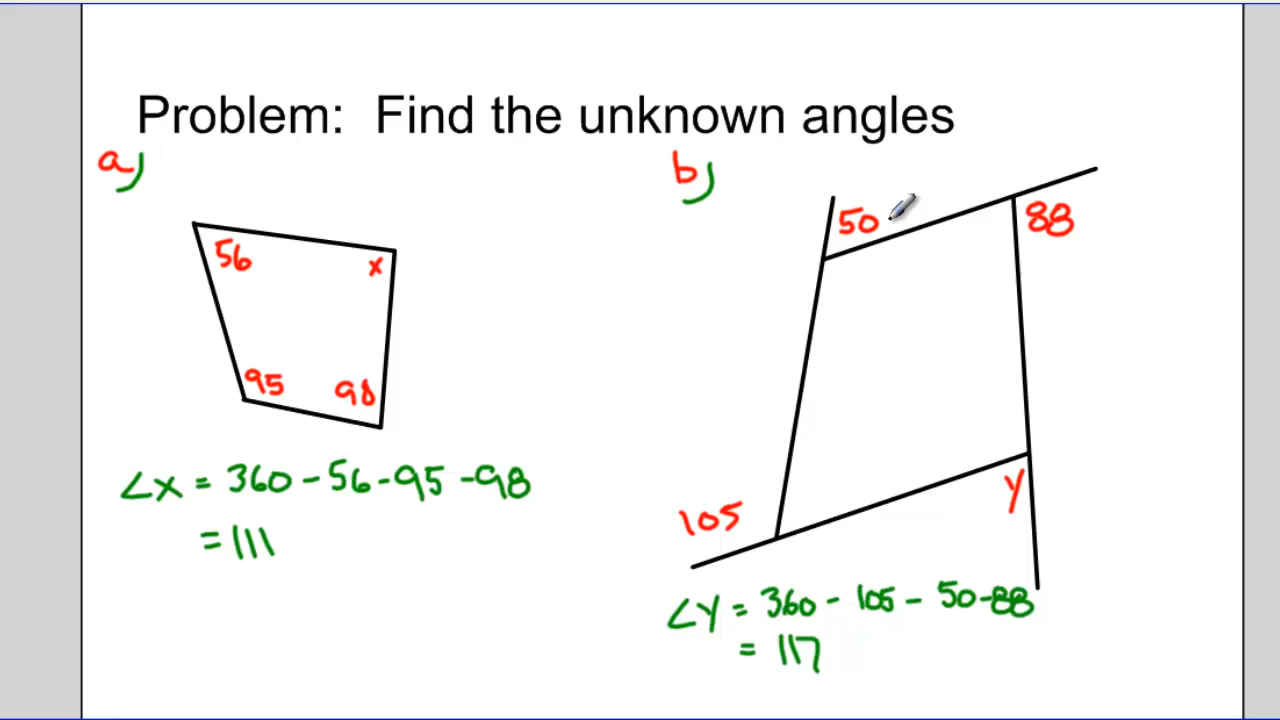 Problem: Find the unknown angles
a)
56
x
95
98
∠x = 360 - 56 - 95 - 98
= 111
b)
50
88
105
y
∠y = 360 - 105 - 50 - 88
= 117